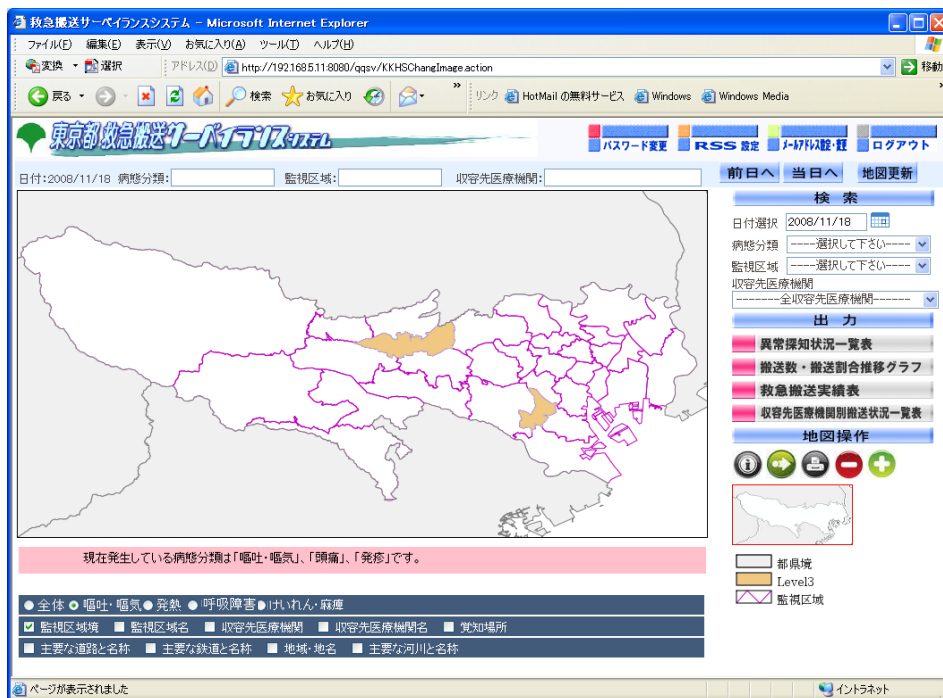 救急搬送サーベイランスシステム - Microsoft Internet Explorer
ファイル(F) 編集(E) 表示(V) お気に入り(A) ツール(T) ヘルプ(H)
変換 選択 アドレス(D) http://192.168.5.11:8080/qqsv/KKHSChangImage.action 移動
戻る 検索 お気に入り » リンク HotMail の無料サービス Windows Windows Media »
東京都救急搬送サーベイランスシステム
パスワード変更 RSS 設定 ログアウト
日付:2008/11/18 病態分類: 監視区域: 収容先医療機関: 前日へ 当日へ 地図更新
検 索
日付選択 2008/11/18
病態分類 ----選択して下さい----
監視区域 ----選択して下さい----
収容先医療機関
-------全収容先医療機関------
出 力
異常探知状況一覧表
搬送数・搬送割合推移グラフ
救急搬送実績表
収容先医療機関別搬送状況一覧表
地図操作
都県境
Level3
監視区域
現在発生している病態分類は「嘔吐・嘔気」、「頭痛」、「発疹」です。
全体 嘔吐・嘔気 発熱 呼吸障害 けいれん・麻痺
監視区域境 監視区域名 収容先医療機関 収容先医療機関名 覚知場所
主要な道路と名称 主要な鉄道と名称 地域・地名 主要な河川と名称
ページが表示されました イントラネット